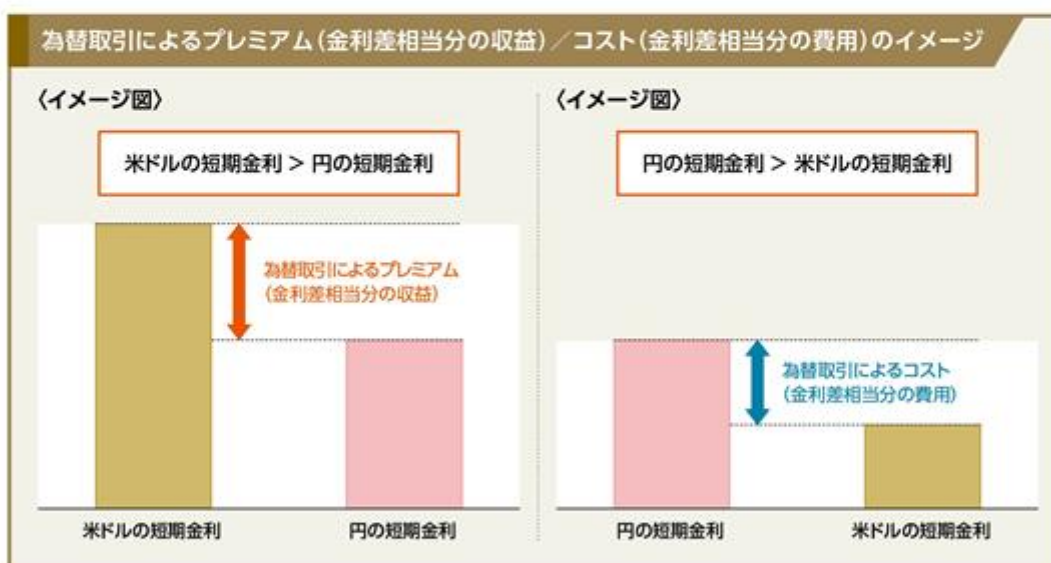 為替取引によるプレミアム(金利差相当分の収益)/コスト(金利差相当分の費用)のイメージ
〈イメージ図〉
米ドルの短期金利 > 円の短期金利
為替取引によるプレミアム
(金利差相当分の収益)
米ドルの短期金利
円の短期金利
〈イメージ図〉
円の短期金利 > 米ドルの短期金利
為替取引によるコスト
(金利差相当分の費用)
円の短期金利
米ドルの短期金利